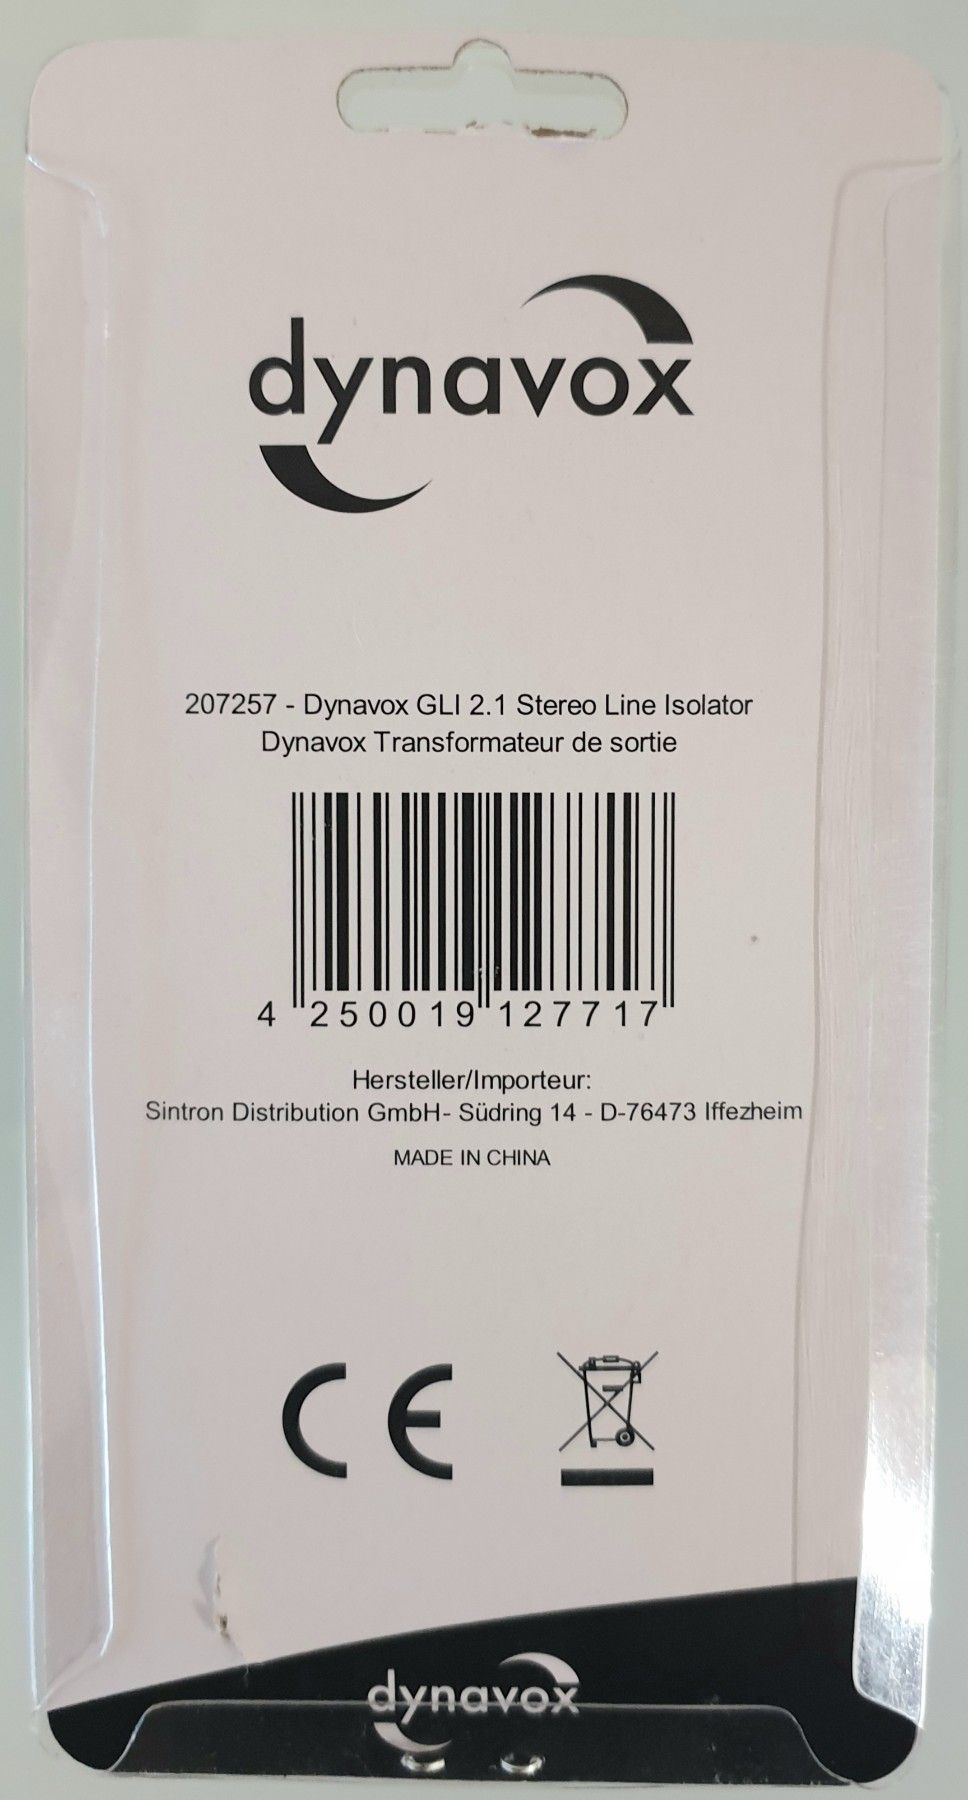 dynavox
207257 - Dynavox GLI 2.1 Stereo Line Isolator
Dynavox Transformateur de sortie
4 250019 127717
Hersteller/Importeur:
Sintron Distribution GmbH- Südring 14 - D-76473 Iffezheim
MADE IN CHINA
CE
dynavox